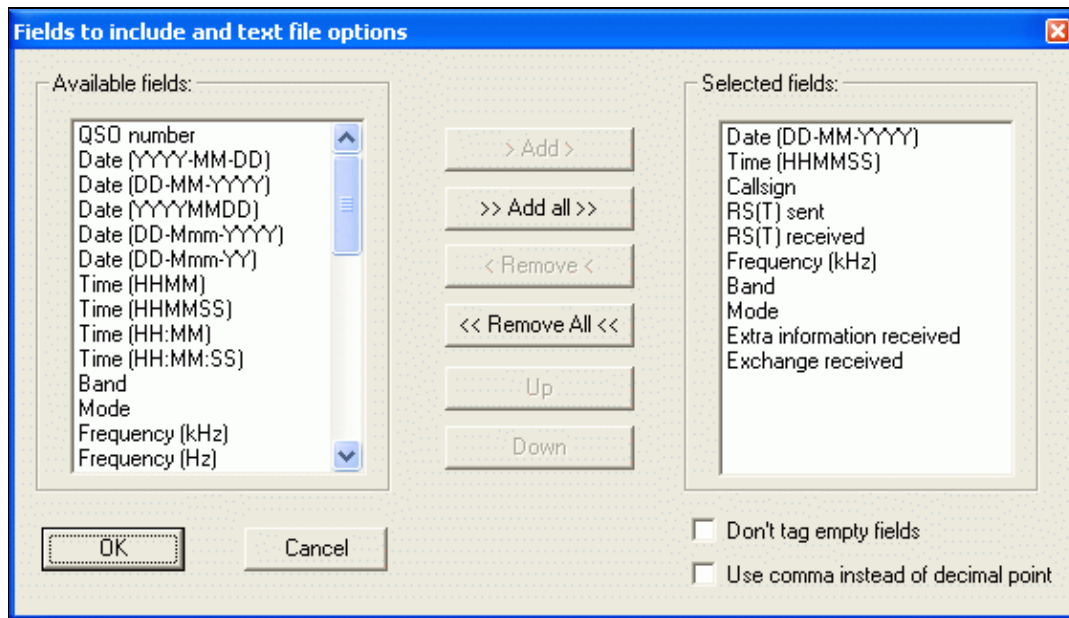 Fields to include and text file options
Available fields:
QSO number
Date (YYYY-MM-DD)
Date (DD-MM-YYYY)
Date (YYYYMMDD)
Date (DD-Mmm-YYYY)
Date (DD-Mmm-YY)
Time (HHMM)
Time (HHMMSS)
Time (HH:MM)
Time (HH:MM:SS)
Band
Mode
Frequency (kHz)
Frequency (Hz)
> Add >
>> Add all >>
< Remove <
<< Remove All <<
Up
Down
Selected fields:
Date (DD-MM-YYYY)
Time (HHMMSS)
Callsign
RS(T) sent
RS(T) received
Frequency (kHz)
Band
Mode
Extra information received
Exchange received
Don't tag empty fields
Use comma instead of decimal point
OK
Cancel